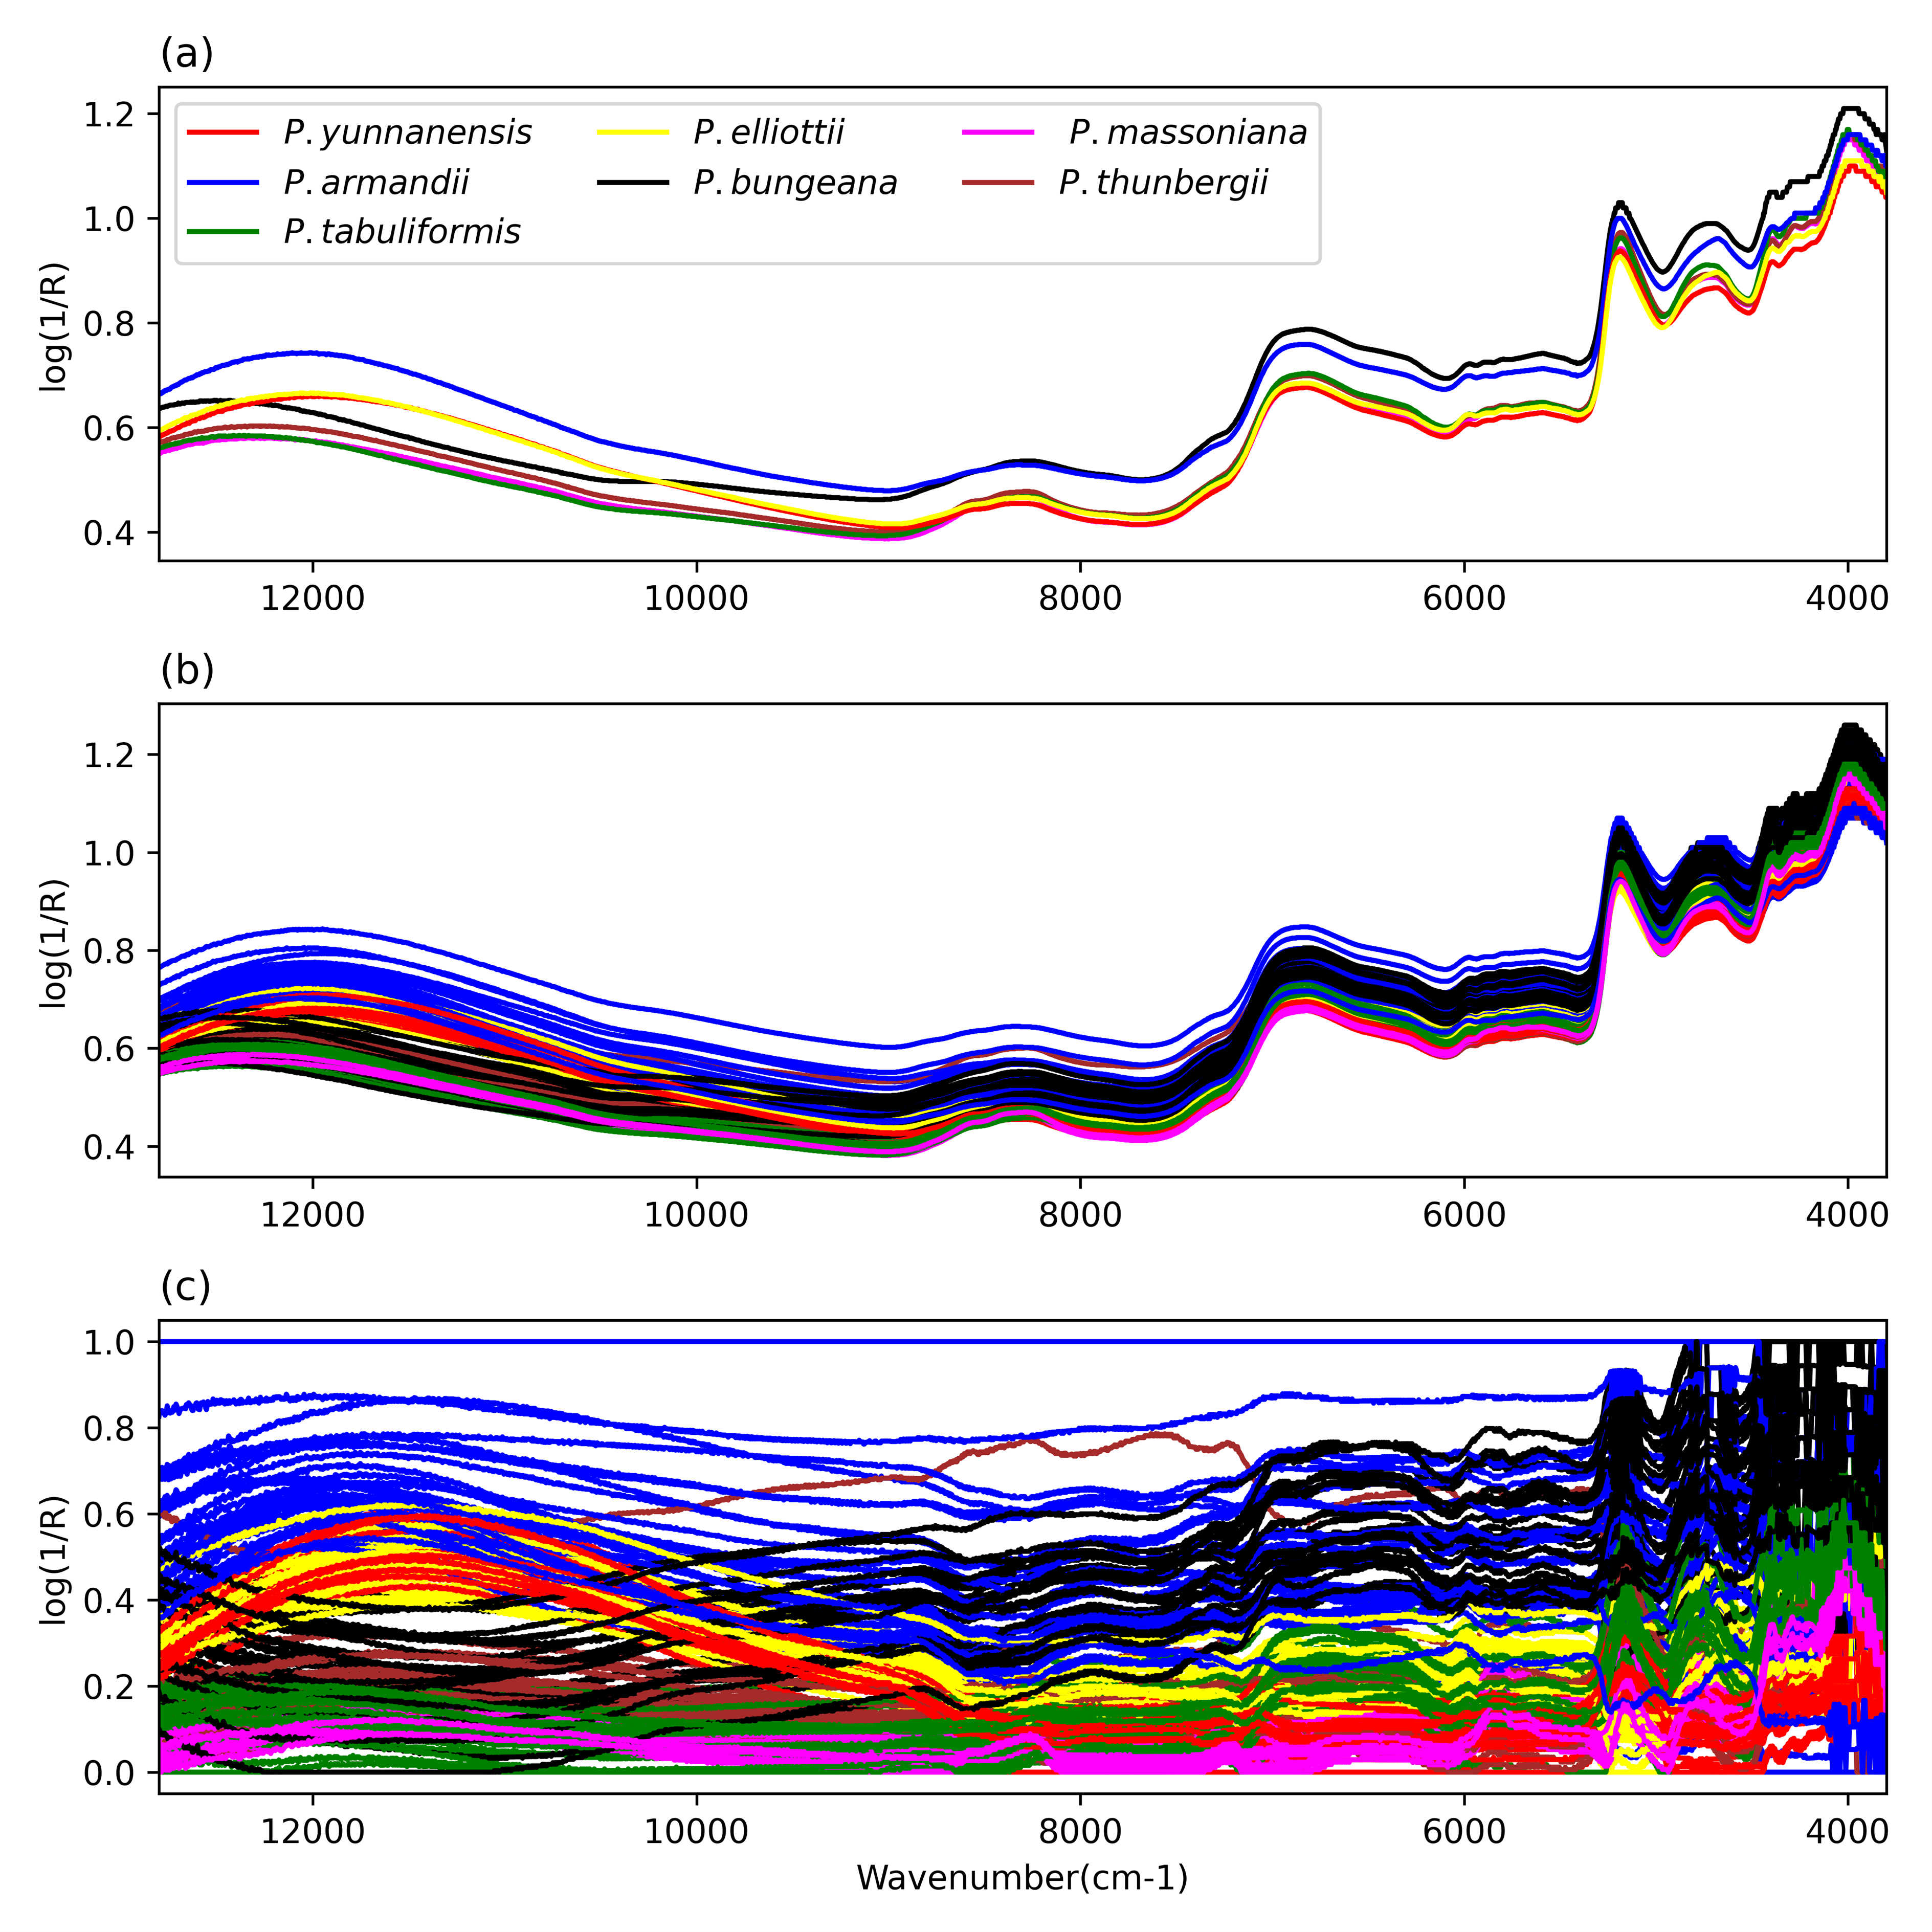 (a)
1.2
1.0
0.8
0.6
0.4
log(1/R)
P. yunnanensis P. elliottii P. massoniana
P. armandii P. bungeana P. thunbergii
P. tabuliformis
12000 10000 8000 6000 4000
(b)
1.2
1.0
0.8
0.6
0.4
log(1/R)
12000 10000 8000 6000 4000
(c)
1.0
0.8
0.6
0.4
0.2
0.0
log(1/R)
12000 10000 8000 6000 4000
Wavenumber(cm-1)